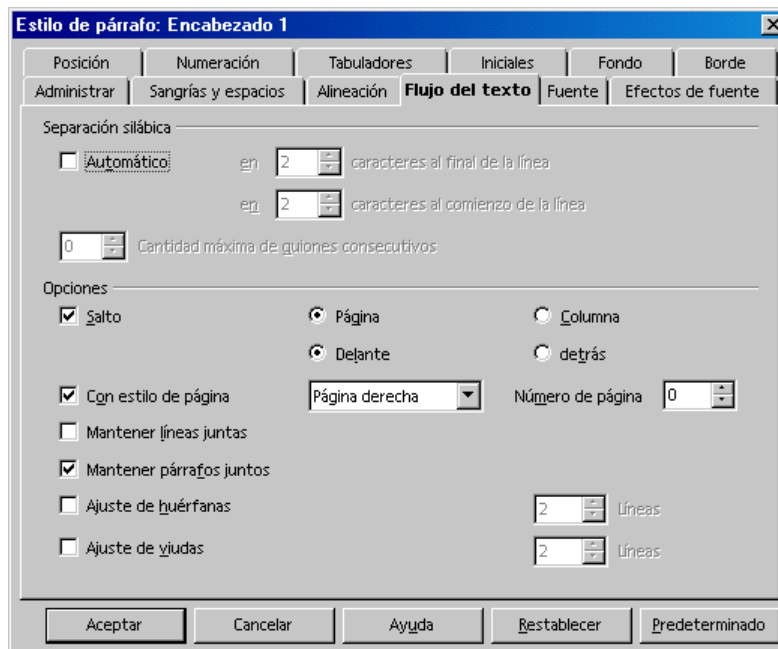 Estilo de párrafo: Encabezado 1
Posición Numeración Tabuladores Iniciales Fondo Borde
Administrar Sangrías y espacios Alineación Flujo del texto Fuente Efectos de fuente
Separación silábica
Automático en 2 caracteres al final de la línea
en 2 caracteres al comienzo de la línea
0 Cantidad máxima de guiones consecutivos
Opciones
Salto Página Columna
Delante detrás
Con estilo de página Página derecha Número de página 0
Mantener líneas juntas
Mantener párrafos juntos
Ajuste de huérfanas 2 Líneas
Ajuste de viudas 2 Líneas
Aceptar Cancelar Ayuda Restablecer Predeterminado